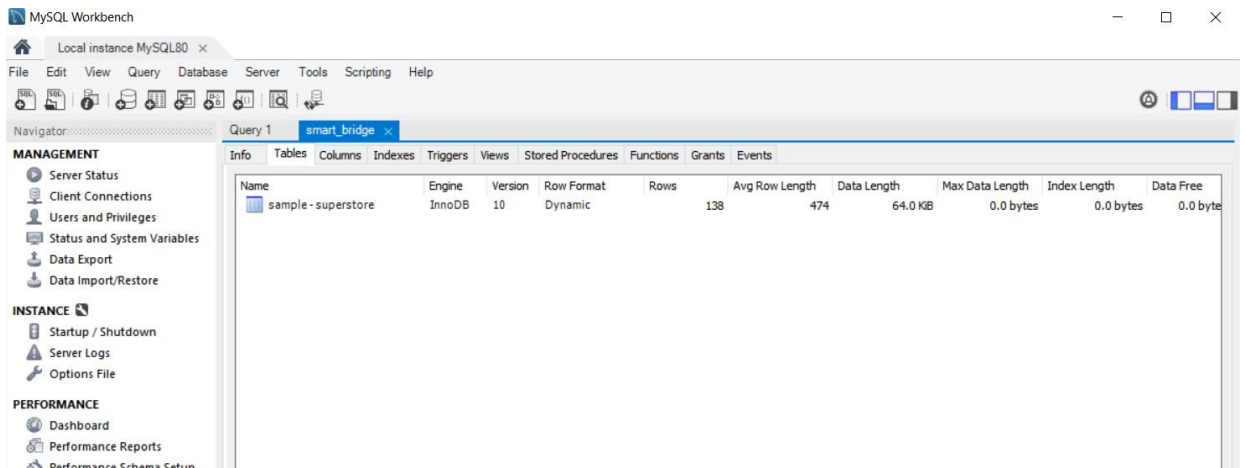 MySQL Workbench
Local instance MySQL80
File Edit View Query Database Server Tools Scripting Help
Navigator
MANAGEMENT
Server Status
Client Connections
Users and Privileges
Status and System Variables
Data Export
Data Import/Restore
INSTANCE
Startup / Shutdown
Server Logs
Options File
PERFORMANCE
Dashboard
Performance Reports
Performance Schema Setup
Query 1 smart_bridge
Info Tables Columns Indexes Triggers Views Stored Procedures Functions Grants Events
Name Engine Version Row Format Rows Avg Row Length Data Length Max Data Length Index Length Data Free
sample-superstore InnoDB 10 Dynamic 138 474 64.0 KiB 0.0 bytes 0.0 bytes 0.0 byte